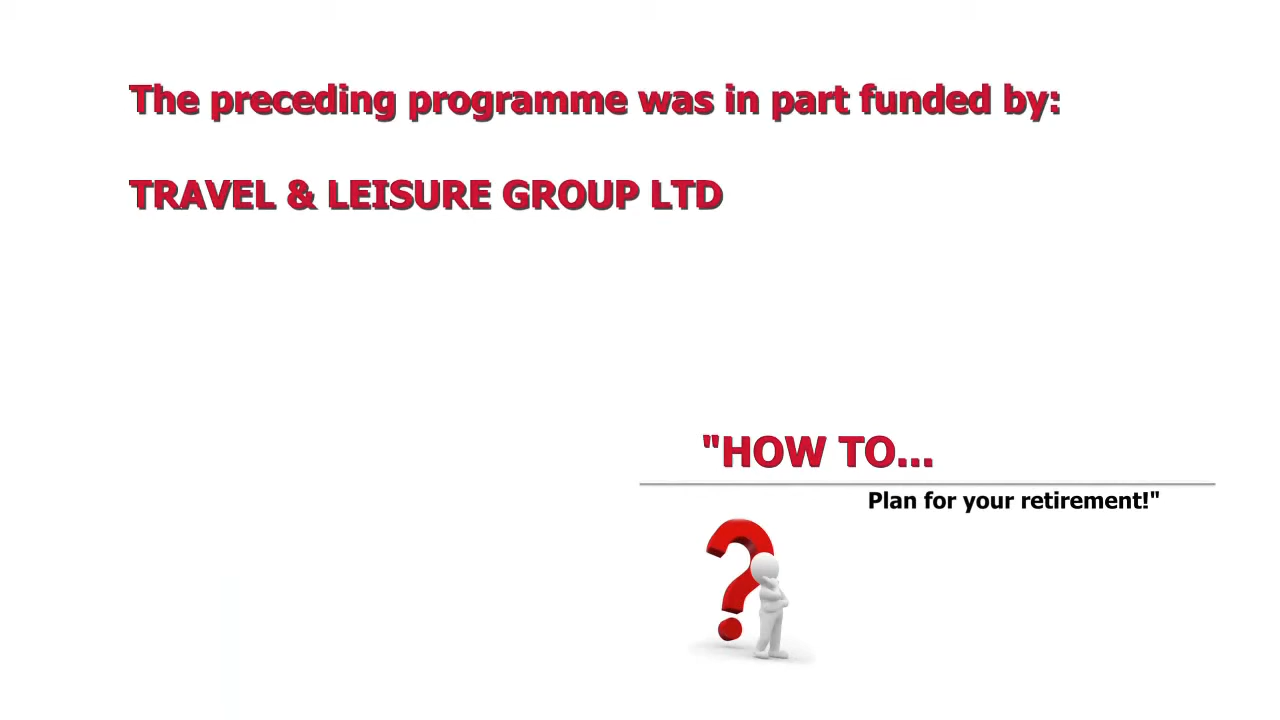 The preceding programme was in part funded by:
TRAVEL & LEISURE GROUP LTD
"HOW TO...
Plan for your retirement!"